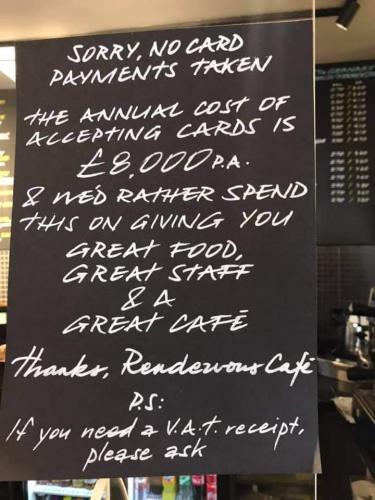 SORRY, NO CARD
PAYMENTS TAKEN
THE ANNUAL COST OF
ACCEPTING CARDS IS
£8,000 P.A.
& WE'D RATHER SPEND
THIS ON GIVING YOU
GREAT FOOD,
GREAT STAFF
& A
GREAT CAFÉ
Thanks, Rendezvous Café
P.S:
If you need a V.A.T. receipt,
please ask